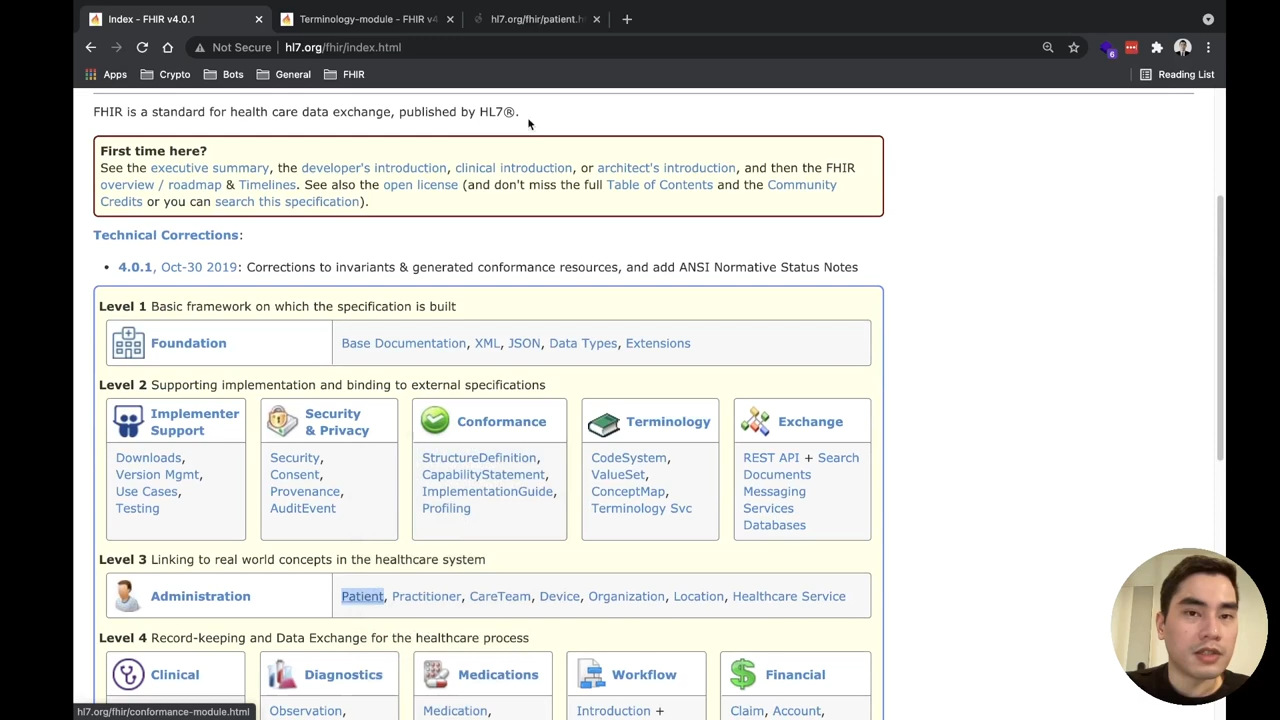 Index - FHIR v4.0.1
Terminology-module - FHIR v4
hl7.org/fhir/patient.h
Not Secure
hl7.org/fhir/index.html
6
Apps
Crypto
Bots
General
FHIR
Reading List
FHIR is a standard for health care data exchange, published by HL7®.
First time here?
See the executive summary, the developer's introduction, clinical introduction, or architect's introduction, and then the FHIR
overview / roadmap & Timelines. See also the open license (and don't miss the full Table of Contents and the Community
Credits or you can search this specification).
Technical Corrections:
• 4.0.1, Oct-30 2019: Corrections to invariants & generated conformance resources, and add ANSI Normative Status Notes
Level 1 Basic framework on which the specification is built
Foundation
Base Documentation, XML, JSON, Data Types, Extensions
Level 2 Supporting implementation and binding to external specifications
Implementer
Support
Downloads,
Version Mgmt,
Use Cases,
Testing
Security
& Privacy
Security,
Consent,
Provenance,
AuditEvent
Conformance
StructureDefinition,
CapabilityStatement,
ImplementationGuide,
Profiling
Terminology
CodeSystem,
ValueSet,
ConceptMap,
Terminology Svc
Exchange
REST API + Search
Documents
Messaging
Services
Databases
Level 3 Linking to real world concepts in the healthcare system
Administration
Patient, Practitioner, CareTeam, Device, Organization, Location, Healthcare Service
Level 4 Record-keeping and Data Exchange for the healthcare process
Clinical
Diagnostics
Observation,
Medications
Medication,
Workflow
Introduction +
Financial
Claim, Account,
hl7.org/fhir/conformance-module.html